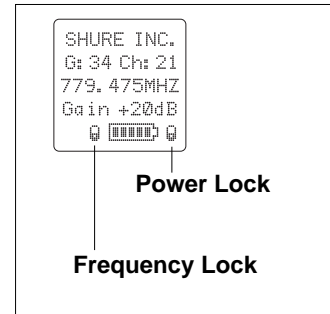 SHURE INC.
G: 34 Ch: 21
779.475MHZ
Gain +20dB
Power Lock
Frequency Lock